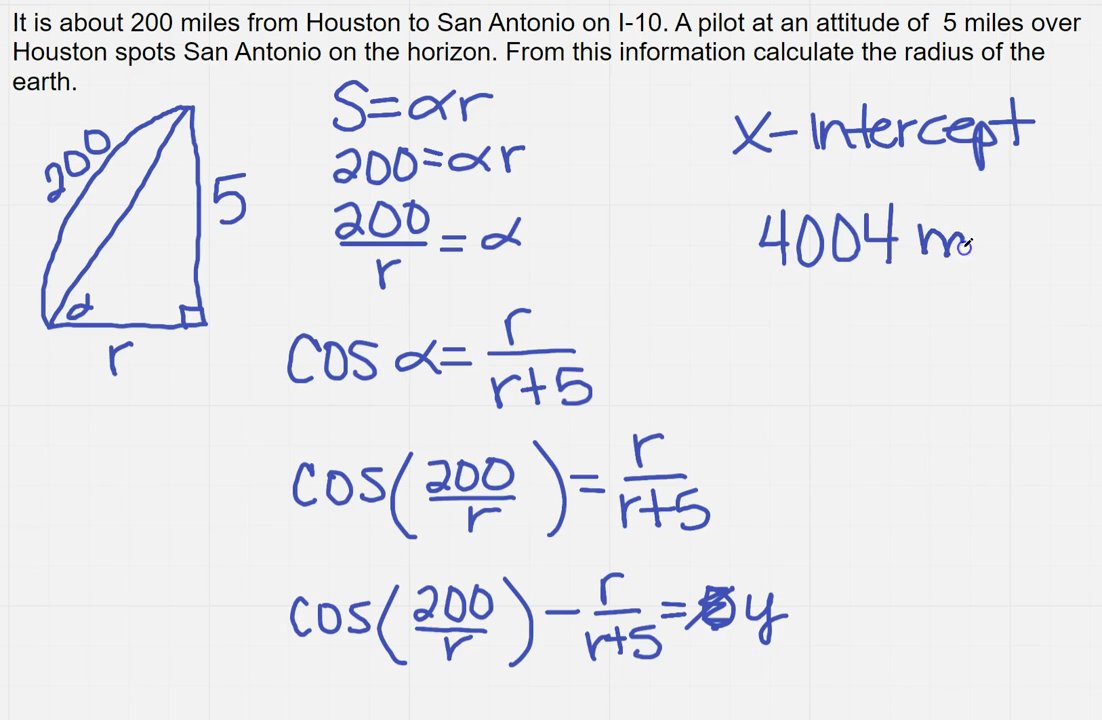 It is about 200 miles from Houston to San Antonio on I-10. A pilot at an attitude of 5 miles over
Houston spots San Antonio on the horizon. From this information calculate the radius of the
earth.
200
5
α
r
S=αr
200=αr
200/r = α
cos α = r/(r+5)
cos(200/r) = r/(r+5)
cos(200/r) - r/(r+5) = y
x-intercept
4004 m